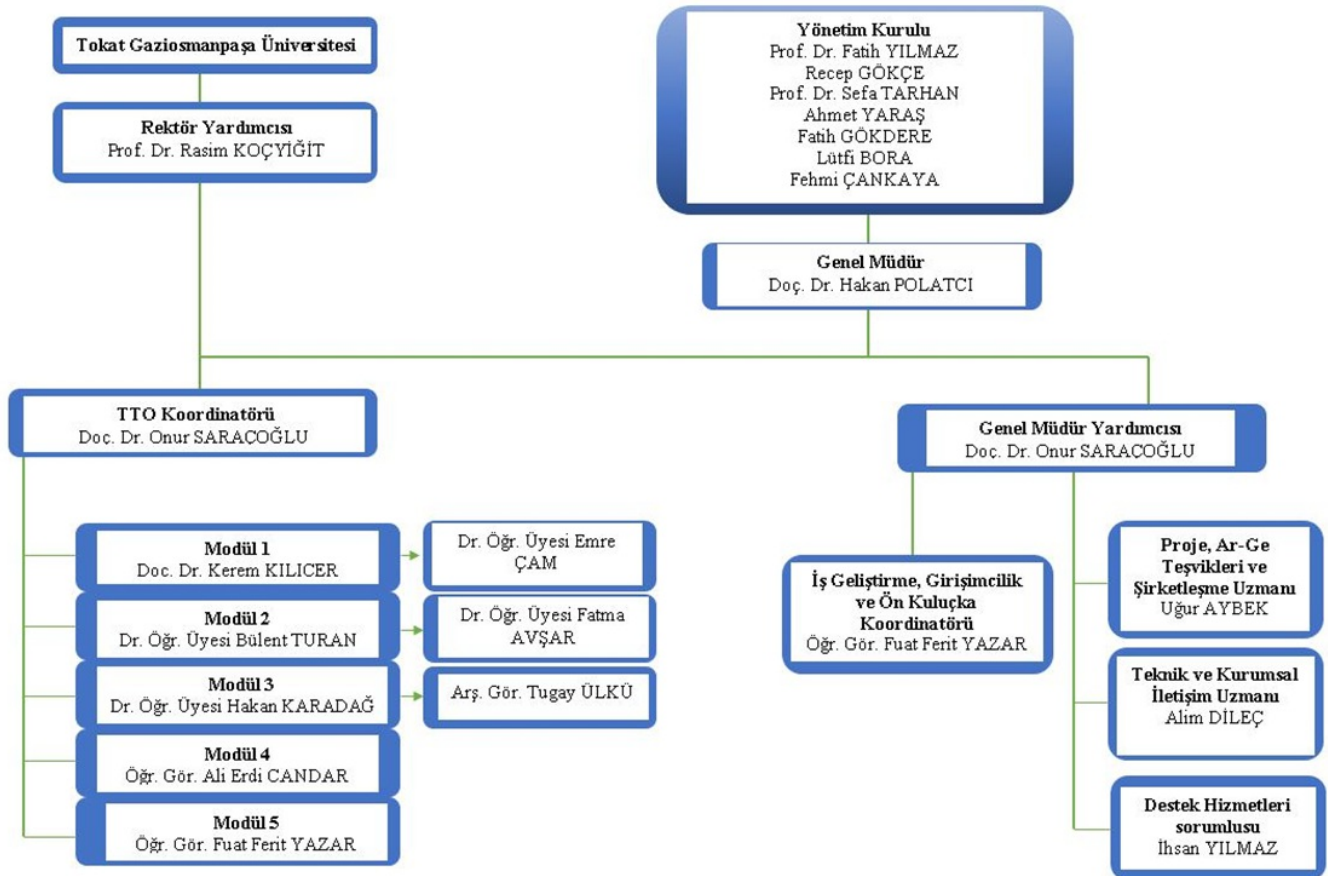 Tokat Gaziosmanpaşa Üniversitesi
Rektör Yardımcısı
Prof. Dr. Rasim KOÇYİĞİT
Yönetim Kurulu
Prof. Dr. Fatih YILMAZ
Recep GÖKÇE
Prof. Dr. Sefa TARHAN
Ahmet YARAŞ
Fatih GÖKDERE
Lütfi BORA
Fehmi ÇANKAYA
Genel Müdür
Doç. Dr. Hakan POLATCI
TTO Koordinatörü
Doç. Dr. Onur SARAÇOĞLU
Modül 1
Doc. Dr. Kerem KILICER
Dr. Öğr. Üyesi Emre
ÇAM
Modül 2
Dr. Öğr. Üyesi Bülent TURAN
Dr. Öğr. Üyesi Fatma
AVŞAR
Modül 3
Dr. Öğr. Üyesi Hakan KARADAĞ
Arş. Gör. Tugay ÜLKÜ
Modül 4
Öğr. Gör. Ali Erdi CANDAR
Modül 5
Öğr. Gör. Fuat Ferit YAZAR
Genel Müdür Yardımcısı
Doç. Dr. Onur SARAÇOĞLU
İş Geliştirme, Girişimcilik
ve Ön Kuluçka
Koordinatörü
Öğr. Gör. Fuat Ferit YAZAR
Proje, Ar-Ge
Teşvikleri ve
Şirketleşme Uzmanı
Uğur AYBEK
Teknik ve Kurumsal
İletişim Uzmanı
Alim DİLEÇ
Destek Hizmetleri
sorumlusu
İhsan YILMAZ